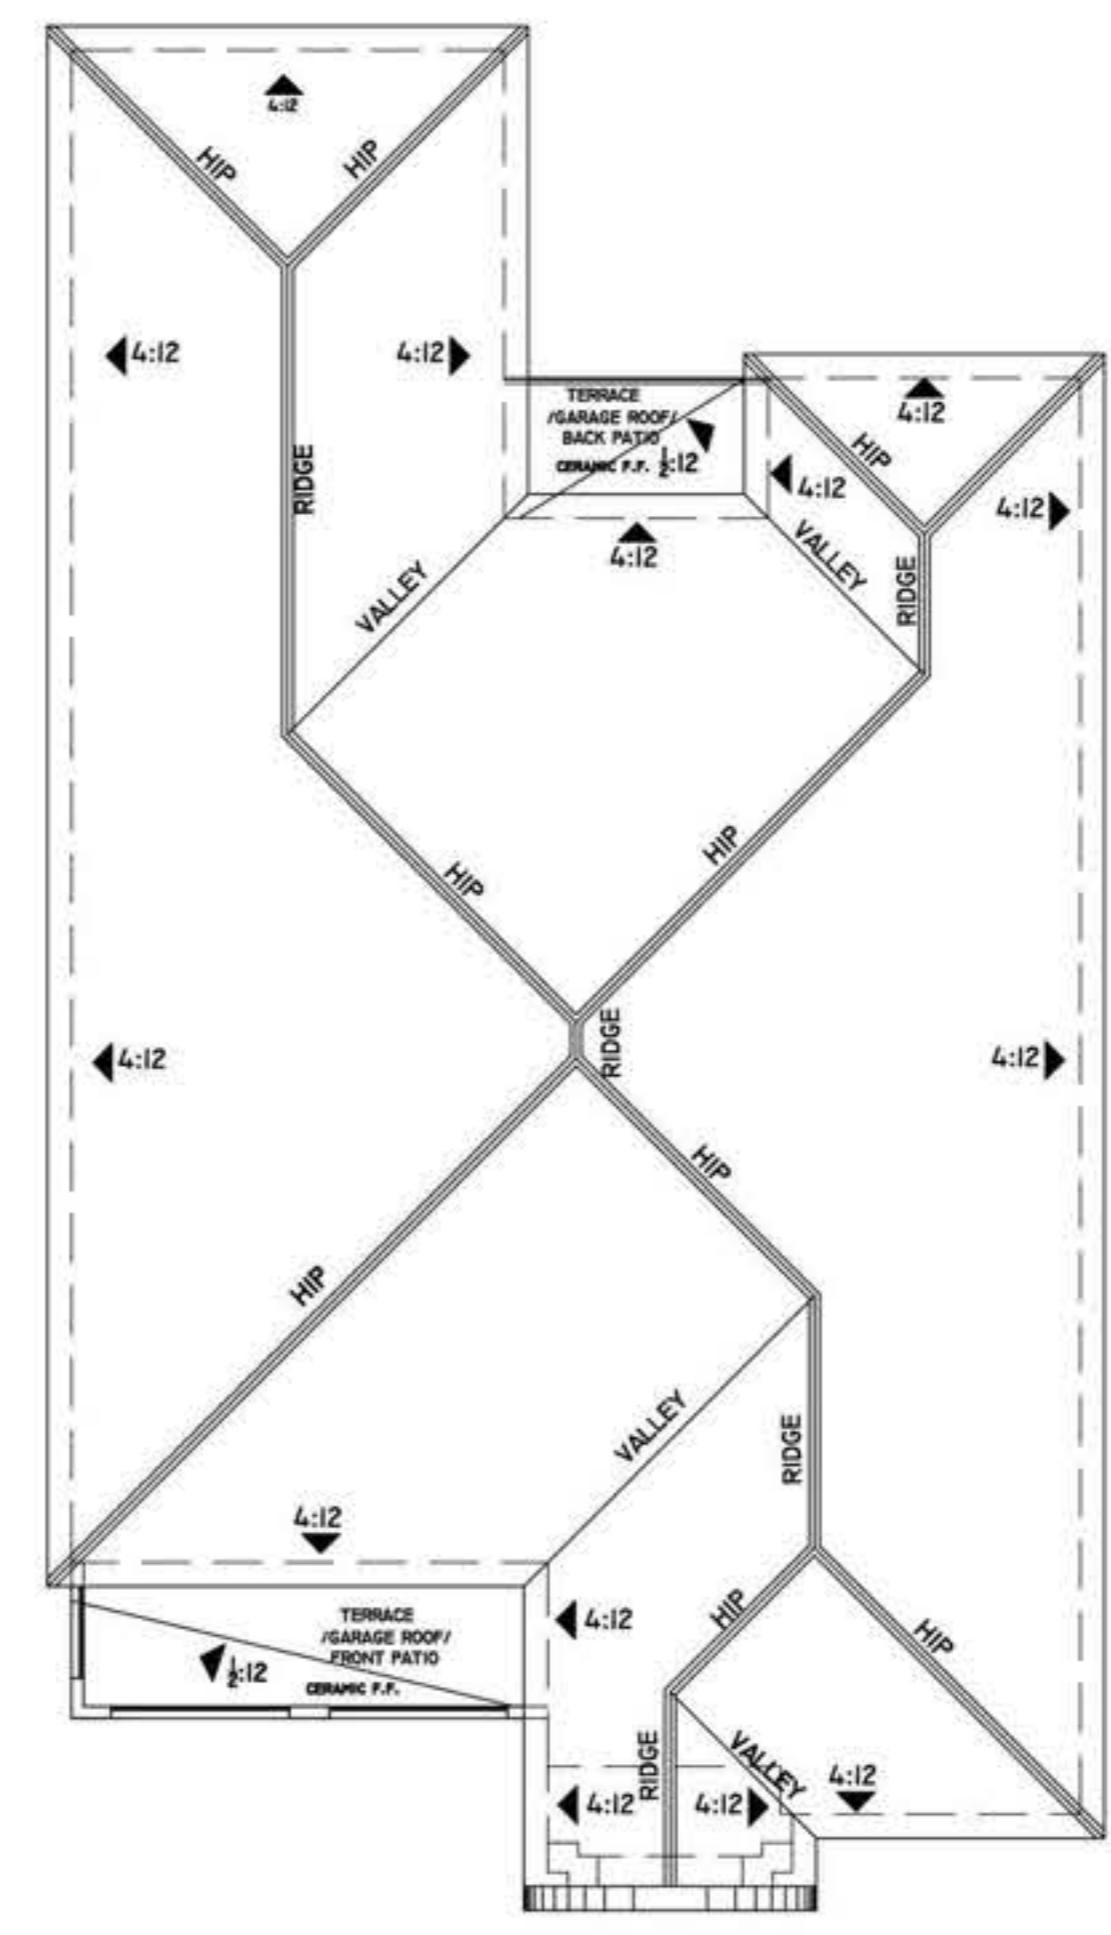 4:12
HIP
HIP
4:12
4:12
RIDGE
TERRACE
/GARAGE ROOF/
BACK PATIO
CERAMIC F.F.
½:12
4:12
HIP
4:12
4:12
4:12
VALLEY
VALLEY
RIDGE
HIP
HIP
RIDGE
4:12
4:12
HIP
HIP
VALLEY
RIDGE
4:12
TERRACE
/GARAGE ROOF/
FRONT PATIO
CERAMIC F.F.
½:12
4:12
HIP
HIP
RIDGE
VALLEY
4:12
4:12
4:12